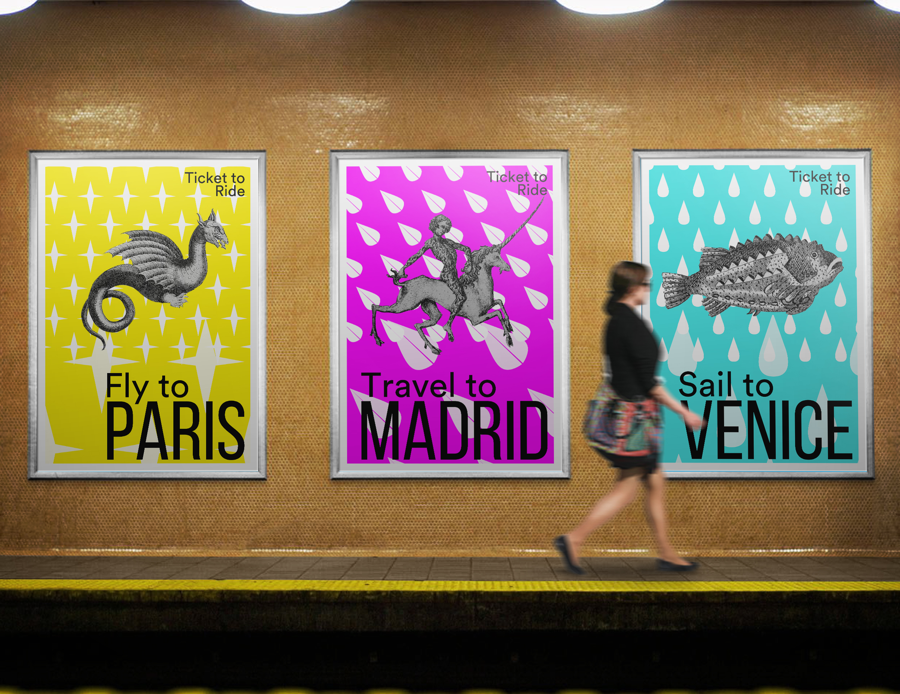 Ticket to
Ride
Fly to
PARIS
Ticket to
Ride
Travel to
MADRID
Ticket to
Ride
Sail to
VENICE